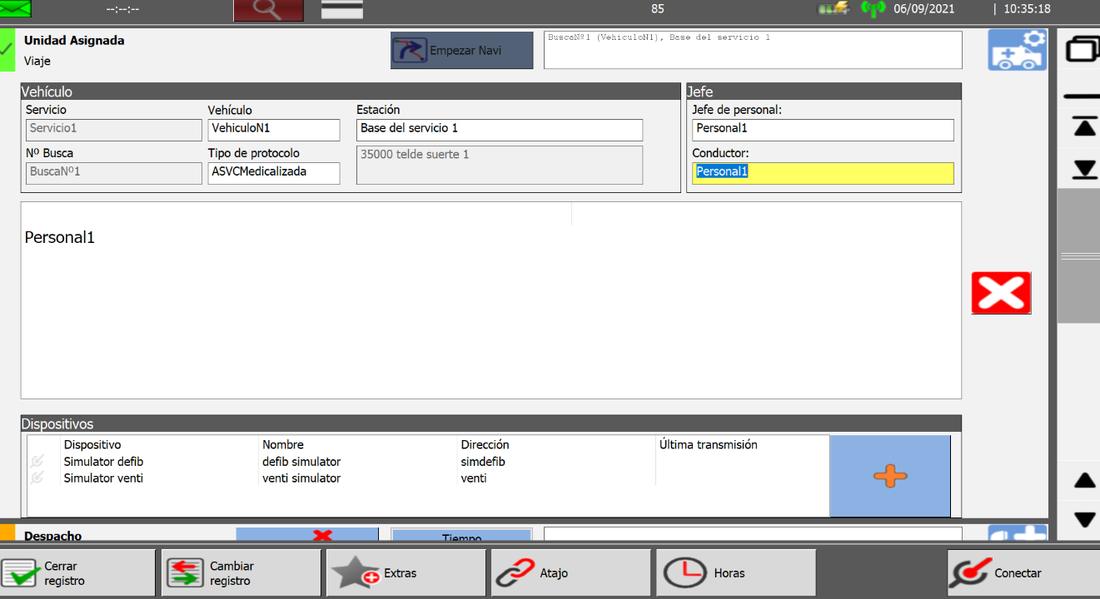 --:--:--
85
06/09/2021
| 10:35:18
Unidad Asignada
Viaje
Empezar Navi
BuscaNº1 (VehiculoN1), Base del servicio 1
Vehículo
Jefe
Servicio
Vehículo
Estación
Jefe de personal:
Servicio1
VehiculoN1
Base del servicio 1
Personal1
Nº Busca
Tipo de protocolo
35000 telde suerte 1
Conductor:
BuscaNº1
ASVCMedicalizada
Personal1
Personal1
Dispositivos
Dispositivo
Nombre
Dirección
Última transmisión
Simulator defib
defib simulator
simdefib
Simulator venti
venti simulator
venti
Despacho
Tiempo
Cerrar
registro
Cambiar
registro
Extras
Atajo
Horas
Conectar